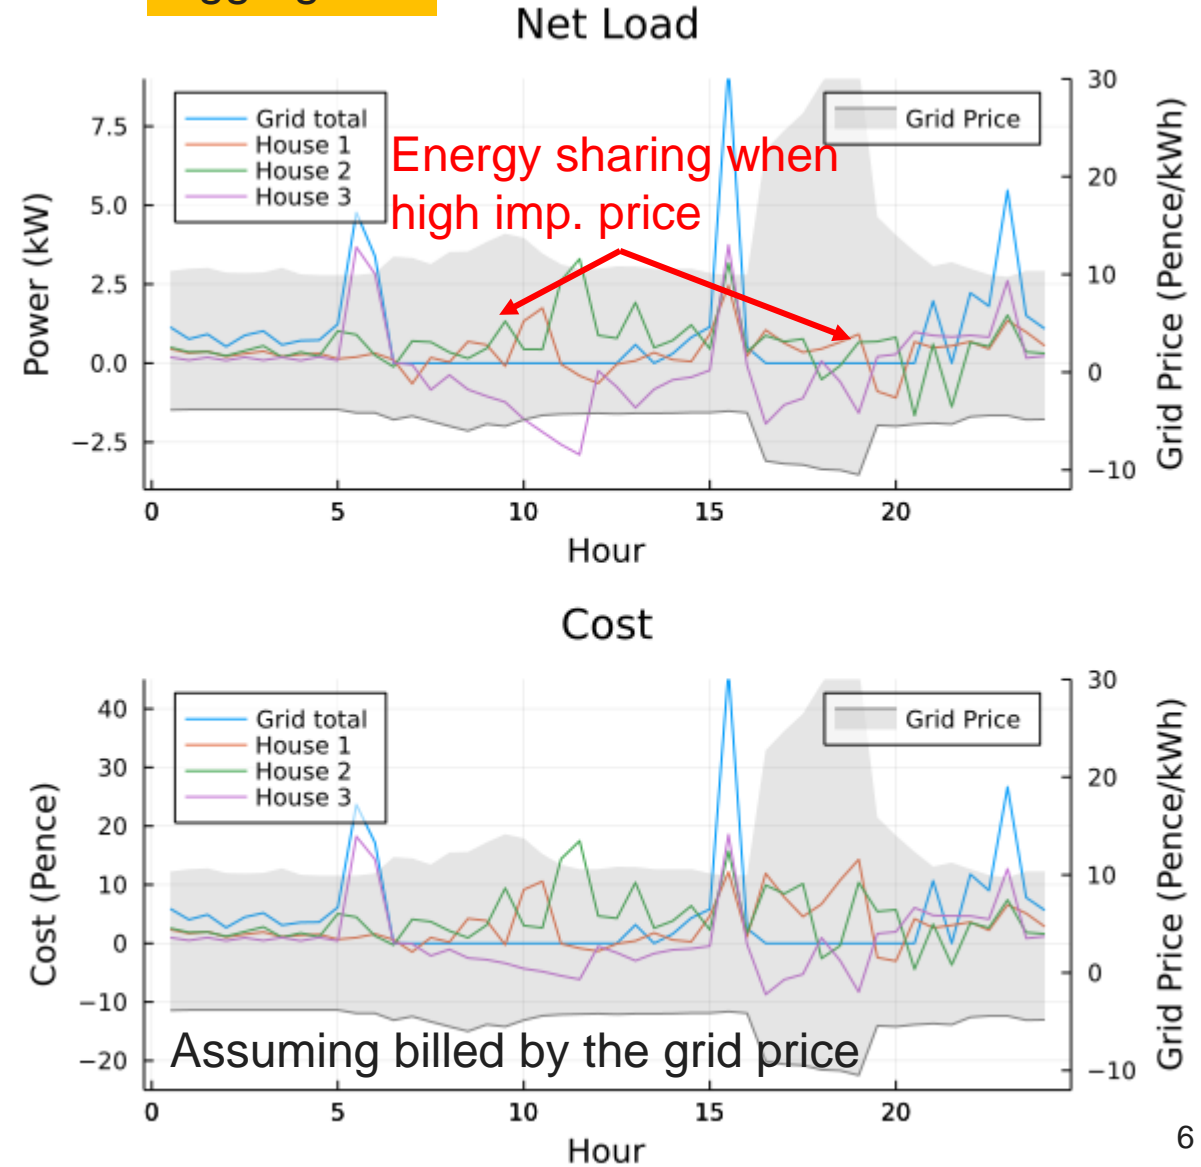 Net Load
Grid total
House 1
House 2
House 3
Grid Price
Energy sharing when
high imp. price
7.5
5.0
2.5
0.0
−2.5
30
20
10
0
−10
Power (kW)
Grid Price (Pence/kWh)
0 5 10 15 20
Hour
Cost
Grid total
House 1
House 2
House 3
Grid Price
40
30
20
10
0
−10
−20
30
20
10
0
−10
Cost (Pence)
Grid Price (Pence/kWh)
Assuming billed by the grid price
0 5 10 15 20
Hour
6